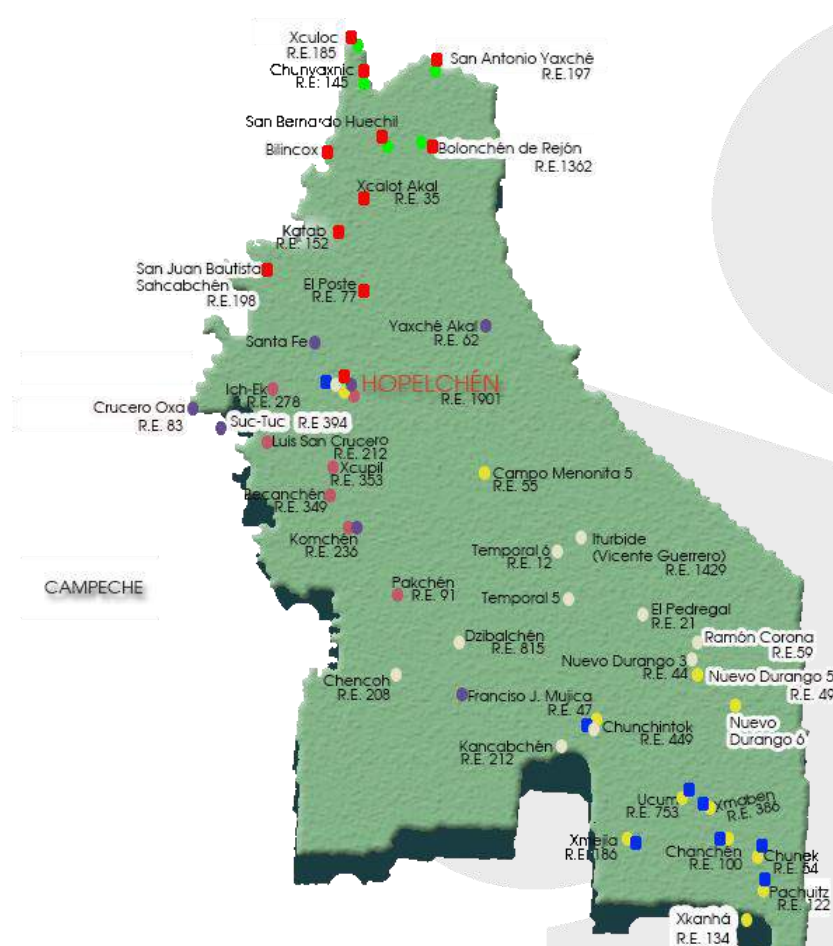 Xculoc
R.E.185
San Antonio Yaxché
R.E.197
Chunyaxnic
R.E: 145
San Bernardo Huechil
Bilincox
Bolonchén de Rejón
R.E.1362
Xcalot Akal
R.E. 35
Katab
R.E. 152
San Juan Bautista
Sahcabchén
R.E.198
El Poste
R.E. 77
Yaxché Akal
R.E. 62
Santa Fe
HOPELCHÉN
R.E. 1901
Ich-Ek
R.E. 278
Crucero Oxa
R.E. 83
Suc-Tuc
R.E 394
Luis San Crucero
R.E. 212
Xcupil
R.E. 353
Campo Menonita 5
R.E. 55
Becanchén
R.E. 349
Komchén
R.E. 236
Iturbide
(Vicente Guerrero)
R.E. 1429
Temporal 6
R.E. 12
CAMPECHE
Pakchén
R.E. 91
Temporal 5
El Pedregal
R.E. 21
Dzibalchén
R.E. 815
Ramón Corona
R.E.59
Nuevo Durango 3
R.E. 44
Chencoh
R.E. 208
Nuevo Durango 5
R.E. 49
Franciso J. Mujica
R.E. 47
Nuevo
Durango 6
Chunchintok
R.E. 449
Kancabchén
R.E. 212
Ucum
R.E. 753
Xmaben
R.E. 386
Xmejia
R.E. 186
Chanchén
R.E. 100
Chunek
R.E. 54
Pachuitz
R.E. 122
Xkanhá
R.E. 134